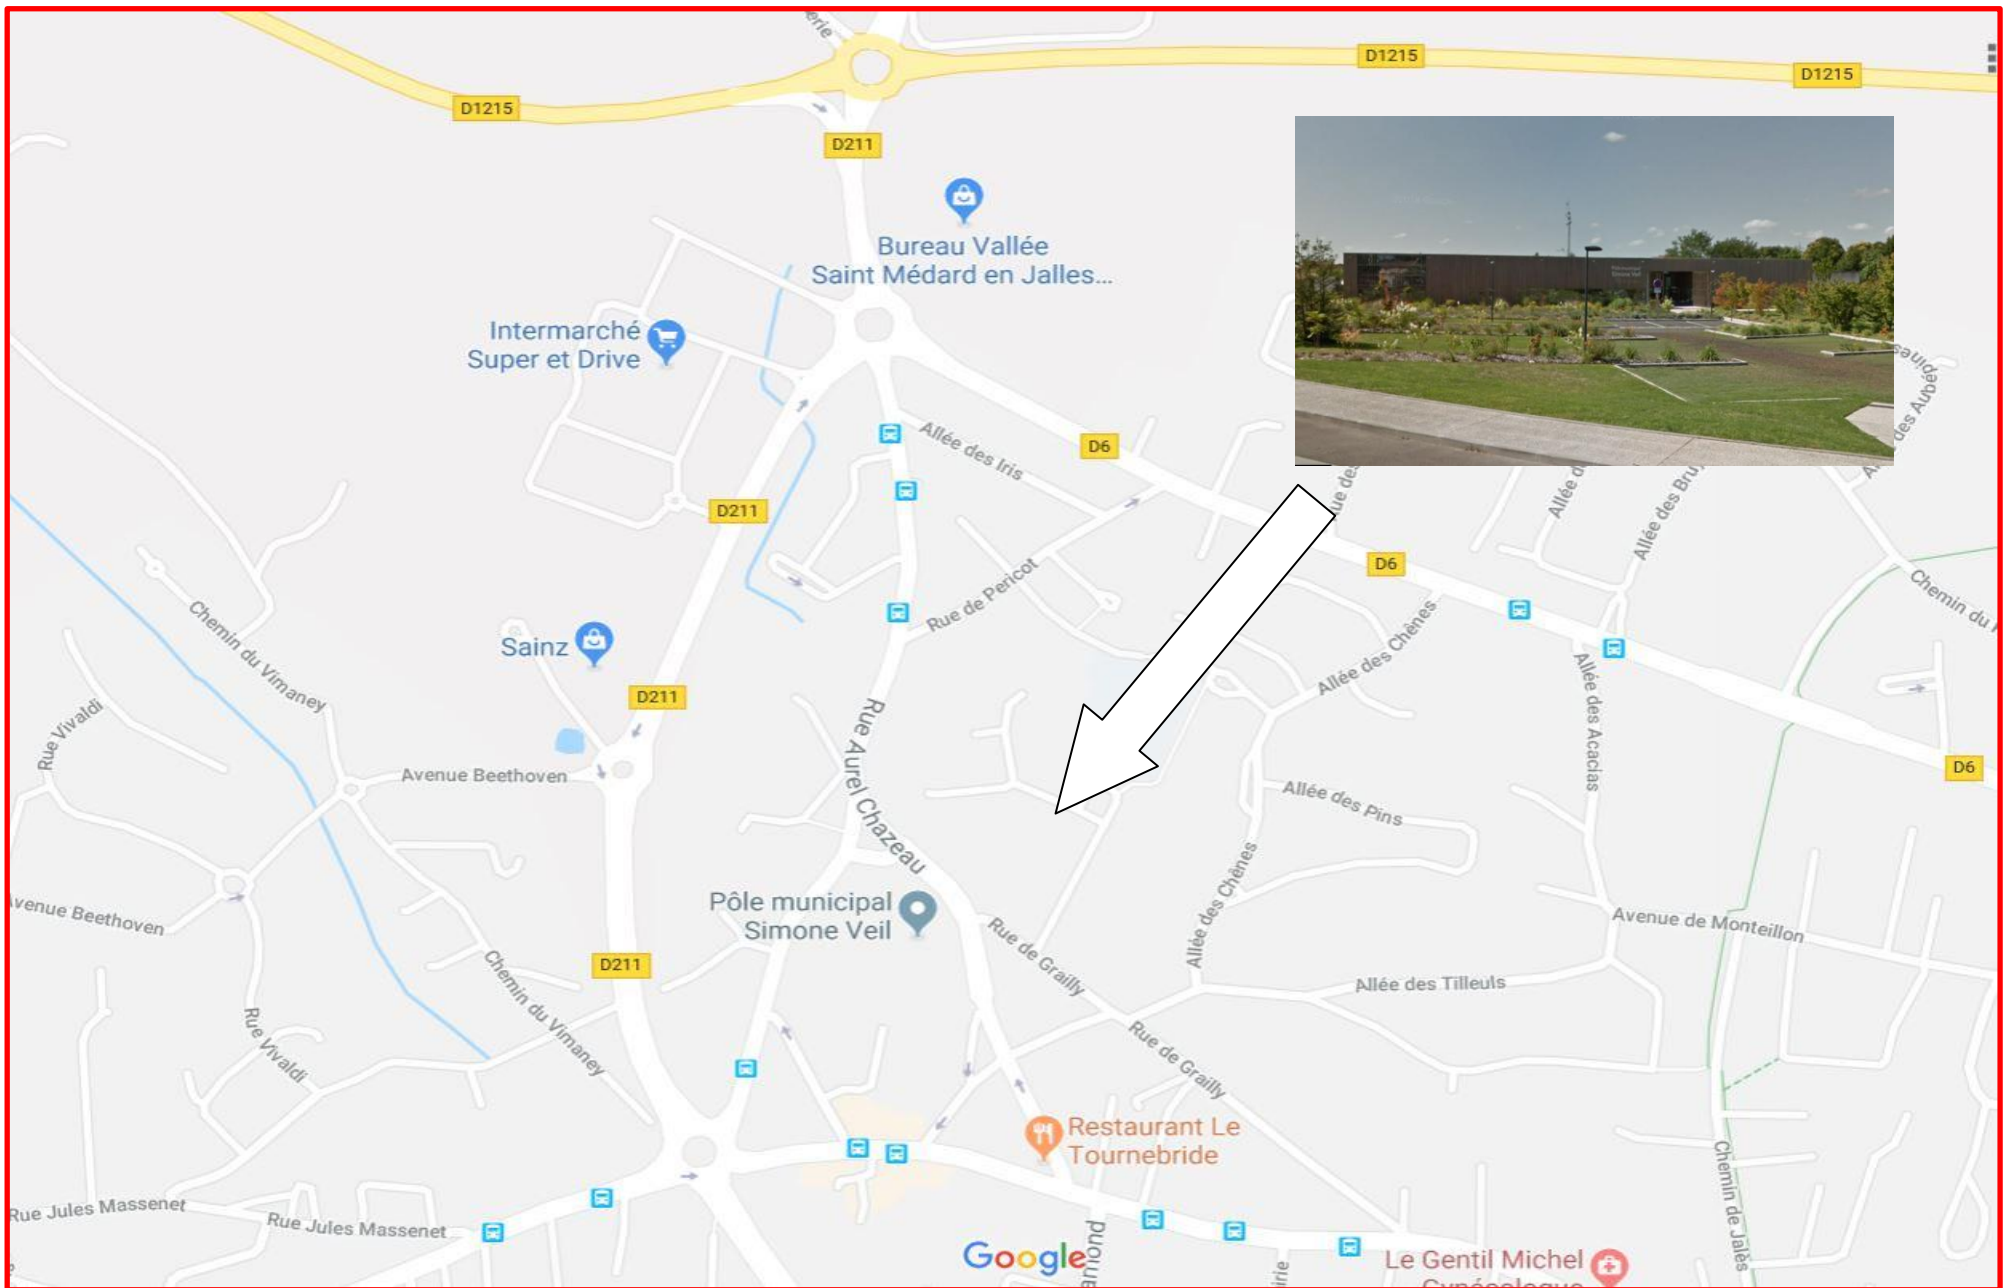 D1215
D1215
D1215
D211
Bureau Vallée
Saint Médard en Jalles...
Intermarché
Super et Drive
Allée des Iris
D6
D211
D6
Rue de Pericot
Allée des Chênes
Chemin du Vimaney
Sainz
D211
Rue Vivaldi
Rue Aurel Chazeau
Allée des Acacias
Avenue Beethoven
D6
Allée des Pins
Pôle municipal
Simone Veil
Allée des Chênes
Rue de Grailly
Avenue de Monteillon
Avenue Beethoven
D211
Allée des Tilleuls
Chemin du Vimaney
Rue Vivaldi
Rue de Grailly
Restaurant Le
Tournebride
Chemin de Jalès
Rue Jules Massenet
Rue Jules Massenet
Google
Le Gentil Michel
Gynécologue